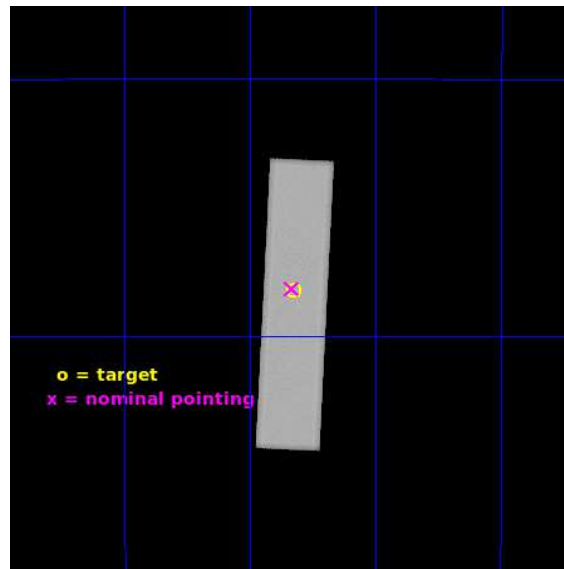 o = target
x = nominal pointing